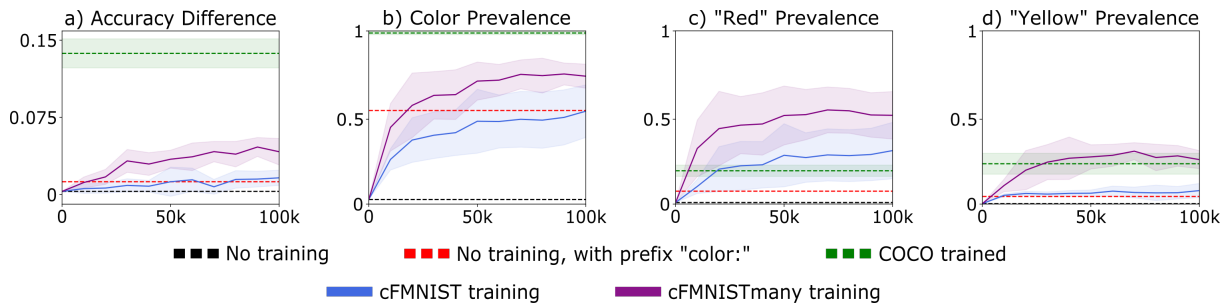 a) Accuracy Difference
b) Color Prevalence
c) "Red" Prevalence
d) "Yellow" Prevalence
0.15
0.075
0
0
50k
100k
1
0.5
0
0
50k
100k
1
0.5
0
0
50k
100k
1
0.5
0
0
50k
100k
No training
No training, with prefix "color:"
COCO trained
cFMNIST training
cFMNISTmany training